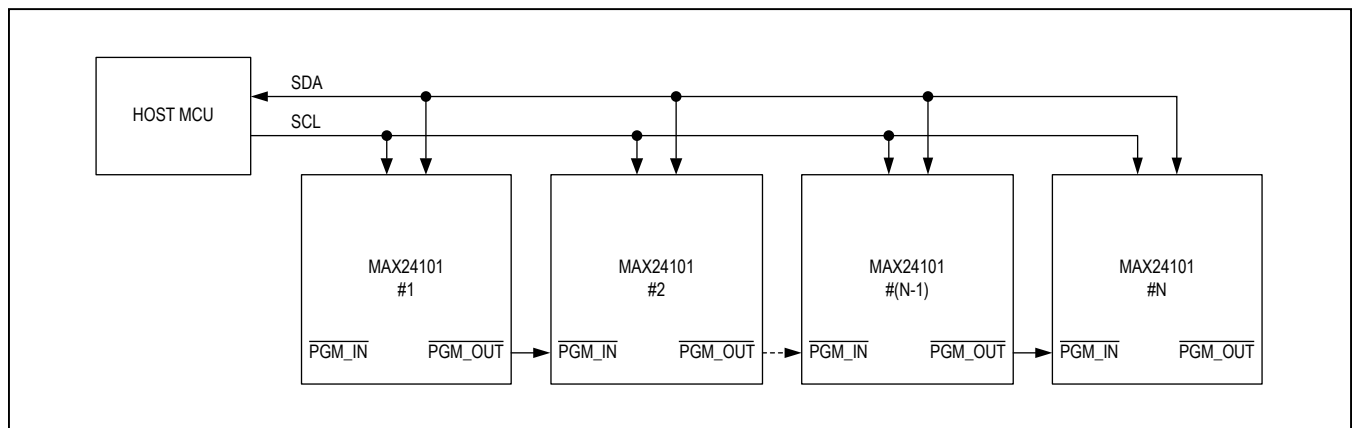 HOST MCU
SDA
SCL
MAX24101
#1
MAX24101
#2
MAX24101
#(N-1)
MAX24101
#N
PGM_IN
PGM_OUT
PGM_IN
PGM_OUT
PGM_IN
PGM_OUT
PGM_IN
PGM_OUT